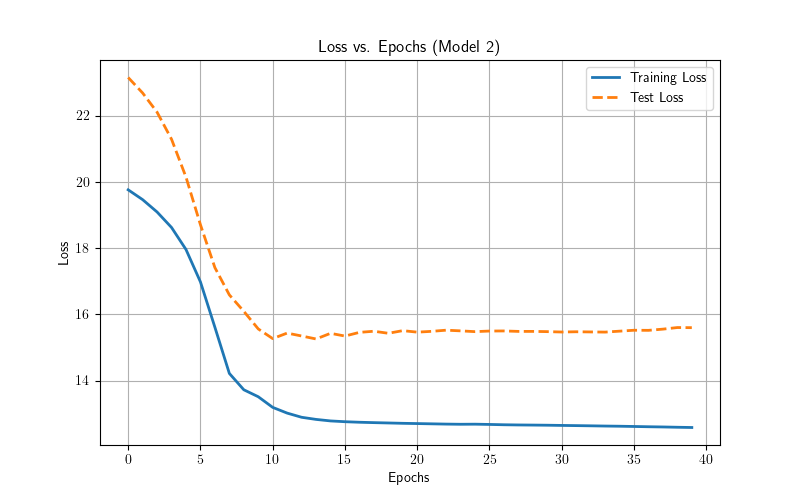 Loss vs. Epochs (Model 2)
Training Loss
Test Loss
22
20
18
16
14
Loss
0 5 10 15 20 25 30 35 40
Epochs